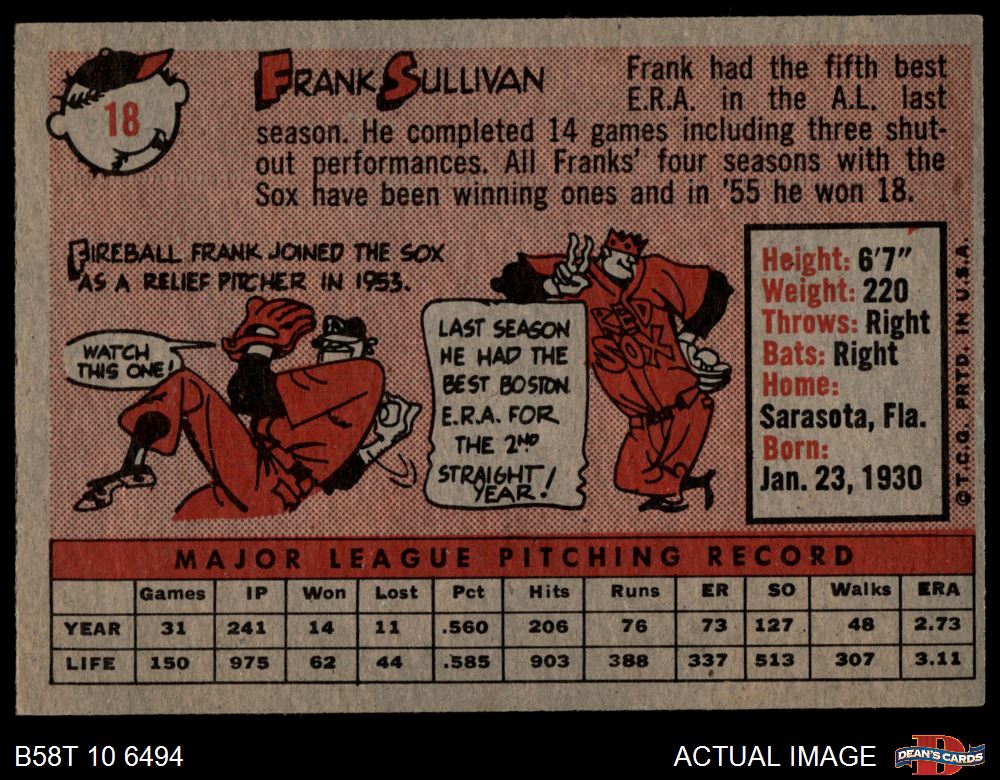 18
FRANK SULLIVAN
Frank had the fifth best
E.R.A. in the A.L. last
season. He completed 14 games including three shut-
out performances. All Franks' four seasons with the
Sox have been winning ones and in '55 he won 18.
FIREBALL FRANK JOINED THE SOX
AS A RELIEF PITCHER IN 1953.
WATCH
THIS ONE!
LAST SEASON
HE HAD THE
BEST BOSTON
E.R.A. FOR
THE 2ND
STRAIGHT
YEAR!
RED
SOX
Height: 6'7"
Weight: 220
Throws: Right
Bats: Right
Home:
Sarasota, Fla.
Born:
Jan. 23, 1930
©T.C.G. PRTD. IN U.S.A
MAJOR LEAGUE PITCHING RECORD
Games IP Won Lost Pct Hits Runs ER SO Walks ERA
YEAR 31 241 14 11 .560 206 76 73 127 48 2.73
LIFE 150 975 62 44 .585 903 388 337 513 307 3.11
B58T 10 6494
ACTUAL IMAGE
D
DEAN'S CARDS